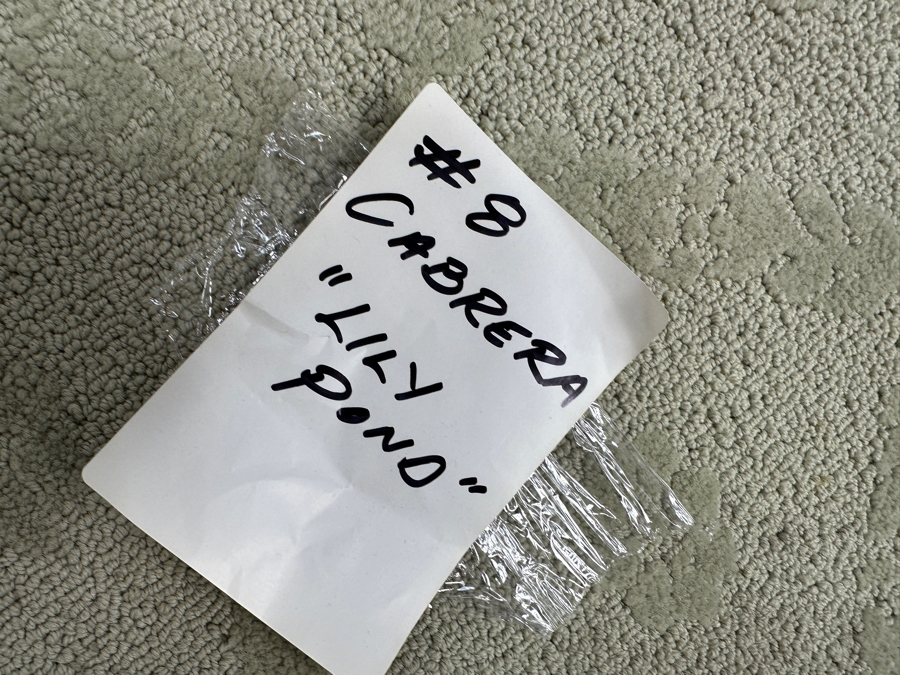 #8
CABRERA
"LILY
POND"